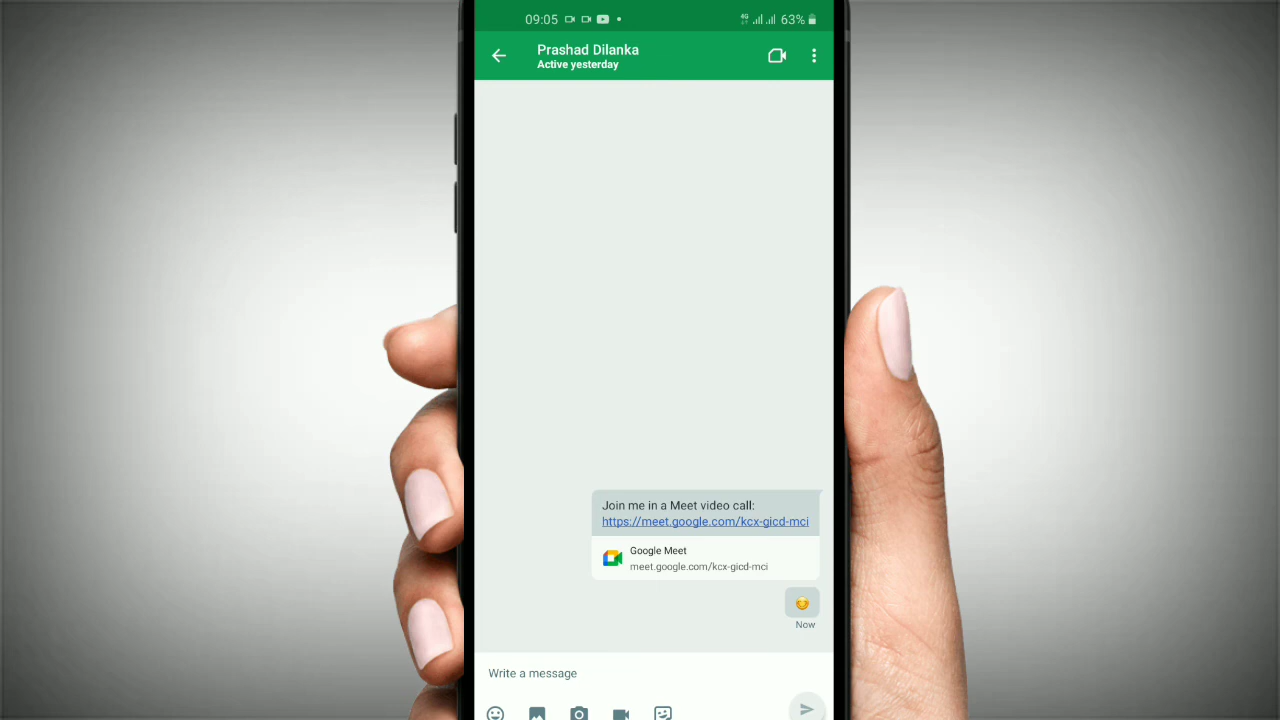 09:05 4G 63%
Prashad Dilanka
Active yesterday
Join me in a Meet video call:
https://meet.google.com/kcx-gicd-mci
Google Meet
meet.google.com/kcx-gicd-mci
Now
Write a message